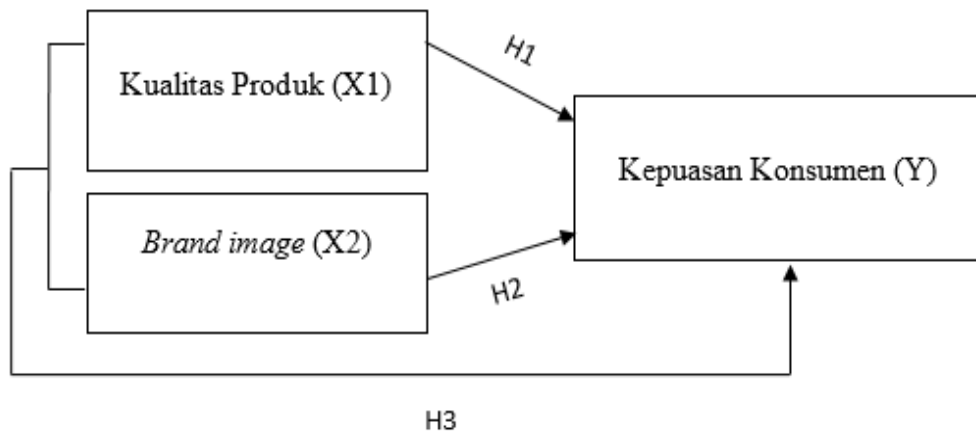 Kualitas Produk (X1)
H1
Kepuasan Konsumen (Y)
Brand image (X2)
H2
H3